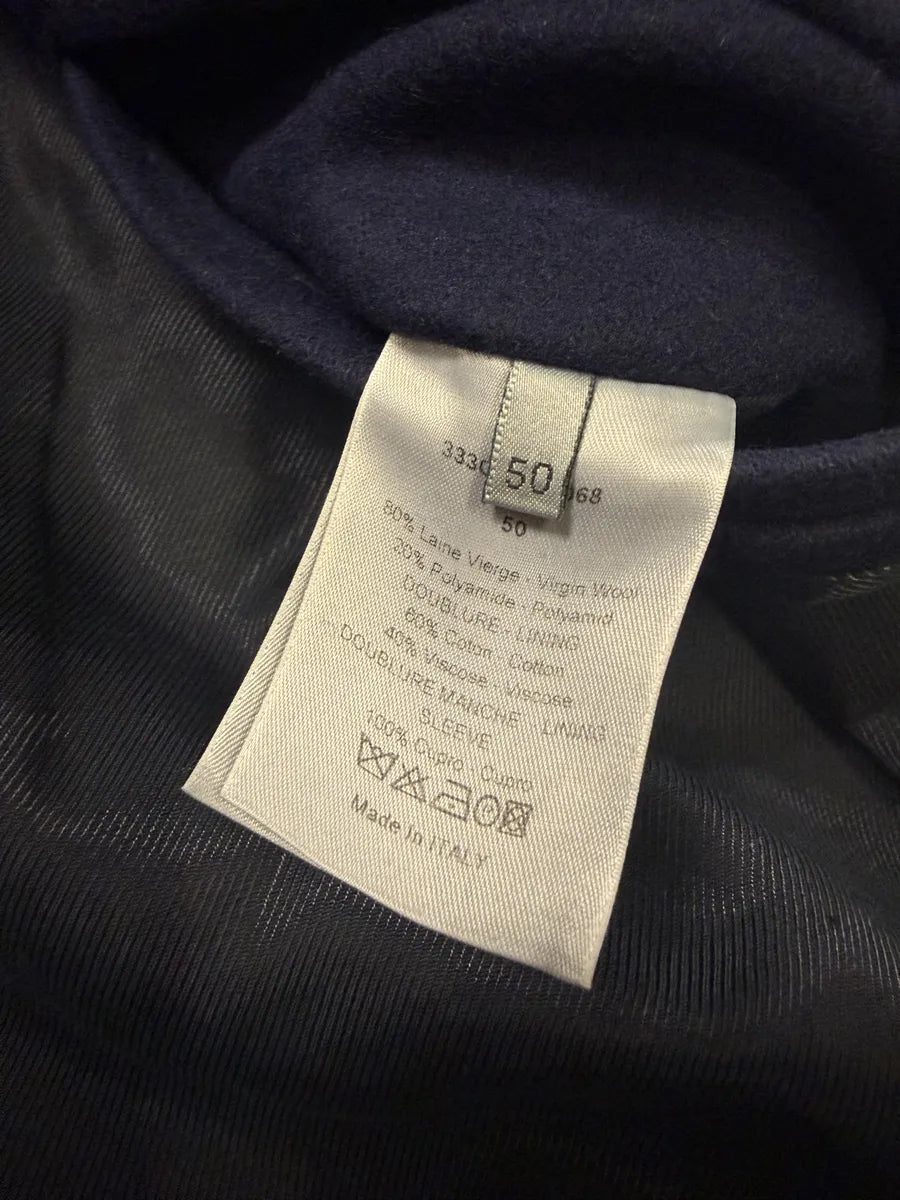 50
50
80% Laine Vierge - Virgin Wool
20% Polyamide - Polyamid
DOUBLURE - LINING
60% Coton - Cotton
40% Viscose - Viscose
DOUBLURE MANCHE - LINING
SLEEVE
100% Cupro - Cupro
Made in ITALY